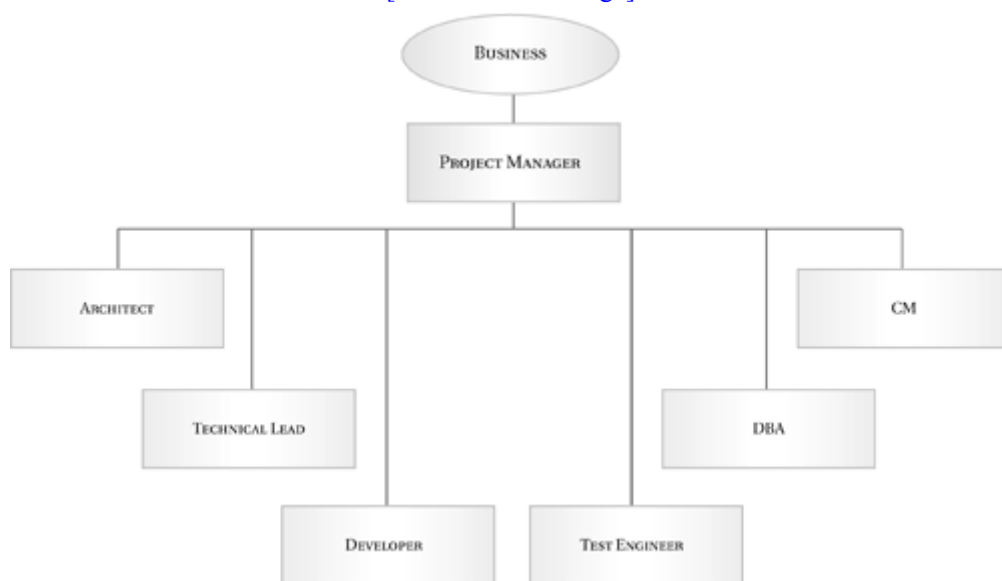 BUSINESS
PROJECT MANAGER
ARCHITECT
CM
TECHNICAL LEAD
DBA
DEVELOPER
TEST ENGINEER